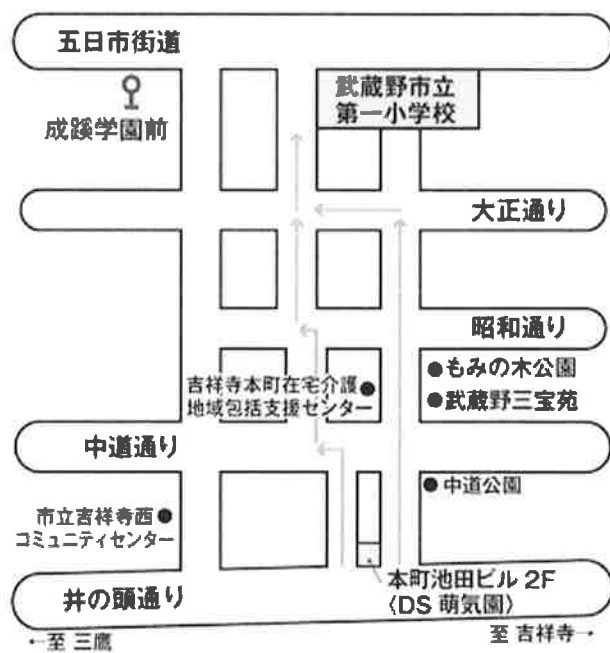 五日市街道
武蔵野市立
第一小学校
成蹊学園前
大正通り
昭和通り
●もみの木公園
●武蔵野三宝苑
吉祥寺本町在宅介護●
地域包括支援センター
中道通り
●中道公園
市立吉祥寺西●
コミュニティセンター
本町池田ビル 2F
〈DS 萌気園〉
井の頭通り
←至 三鷹
至 吉祥寺→